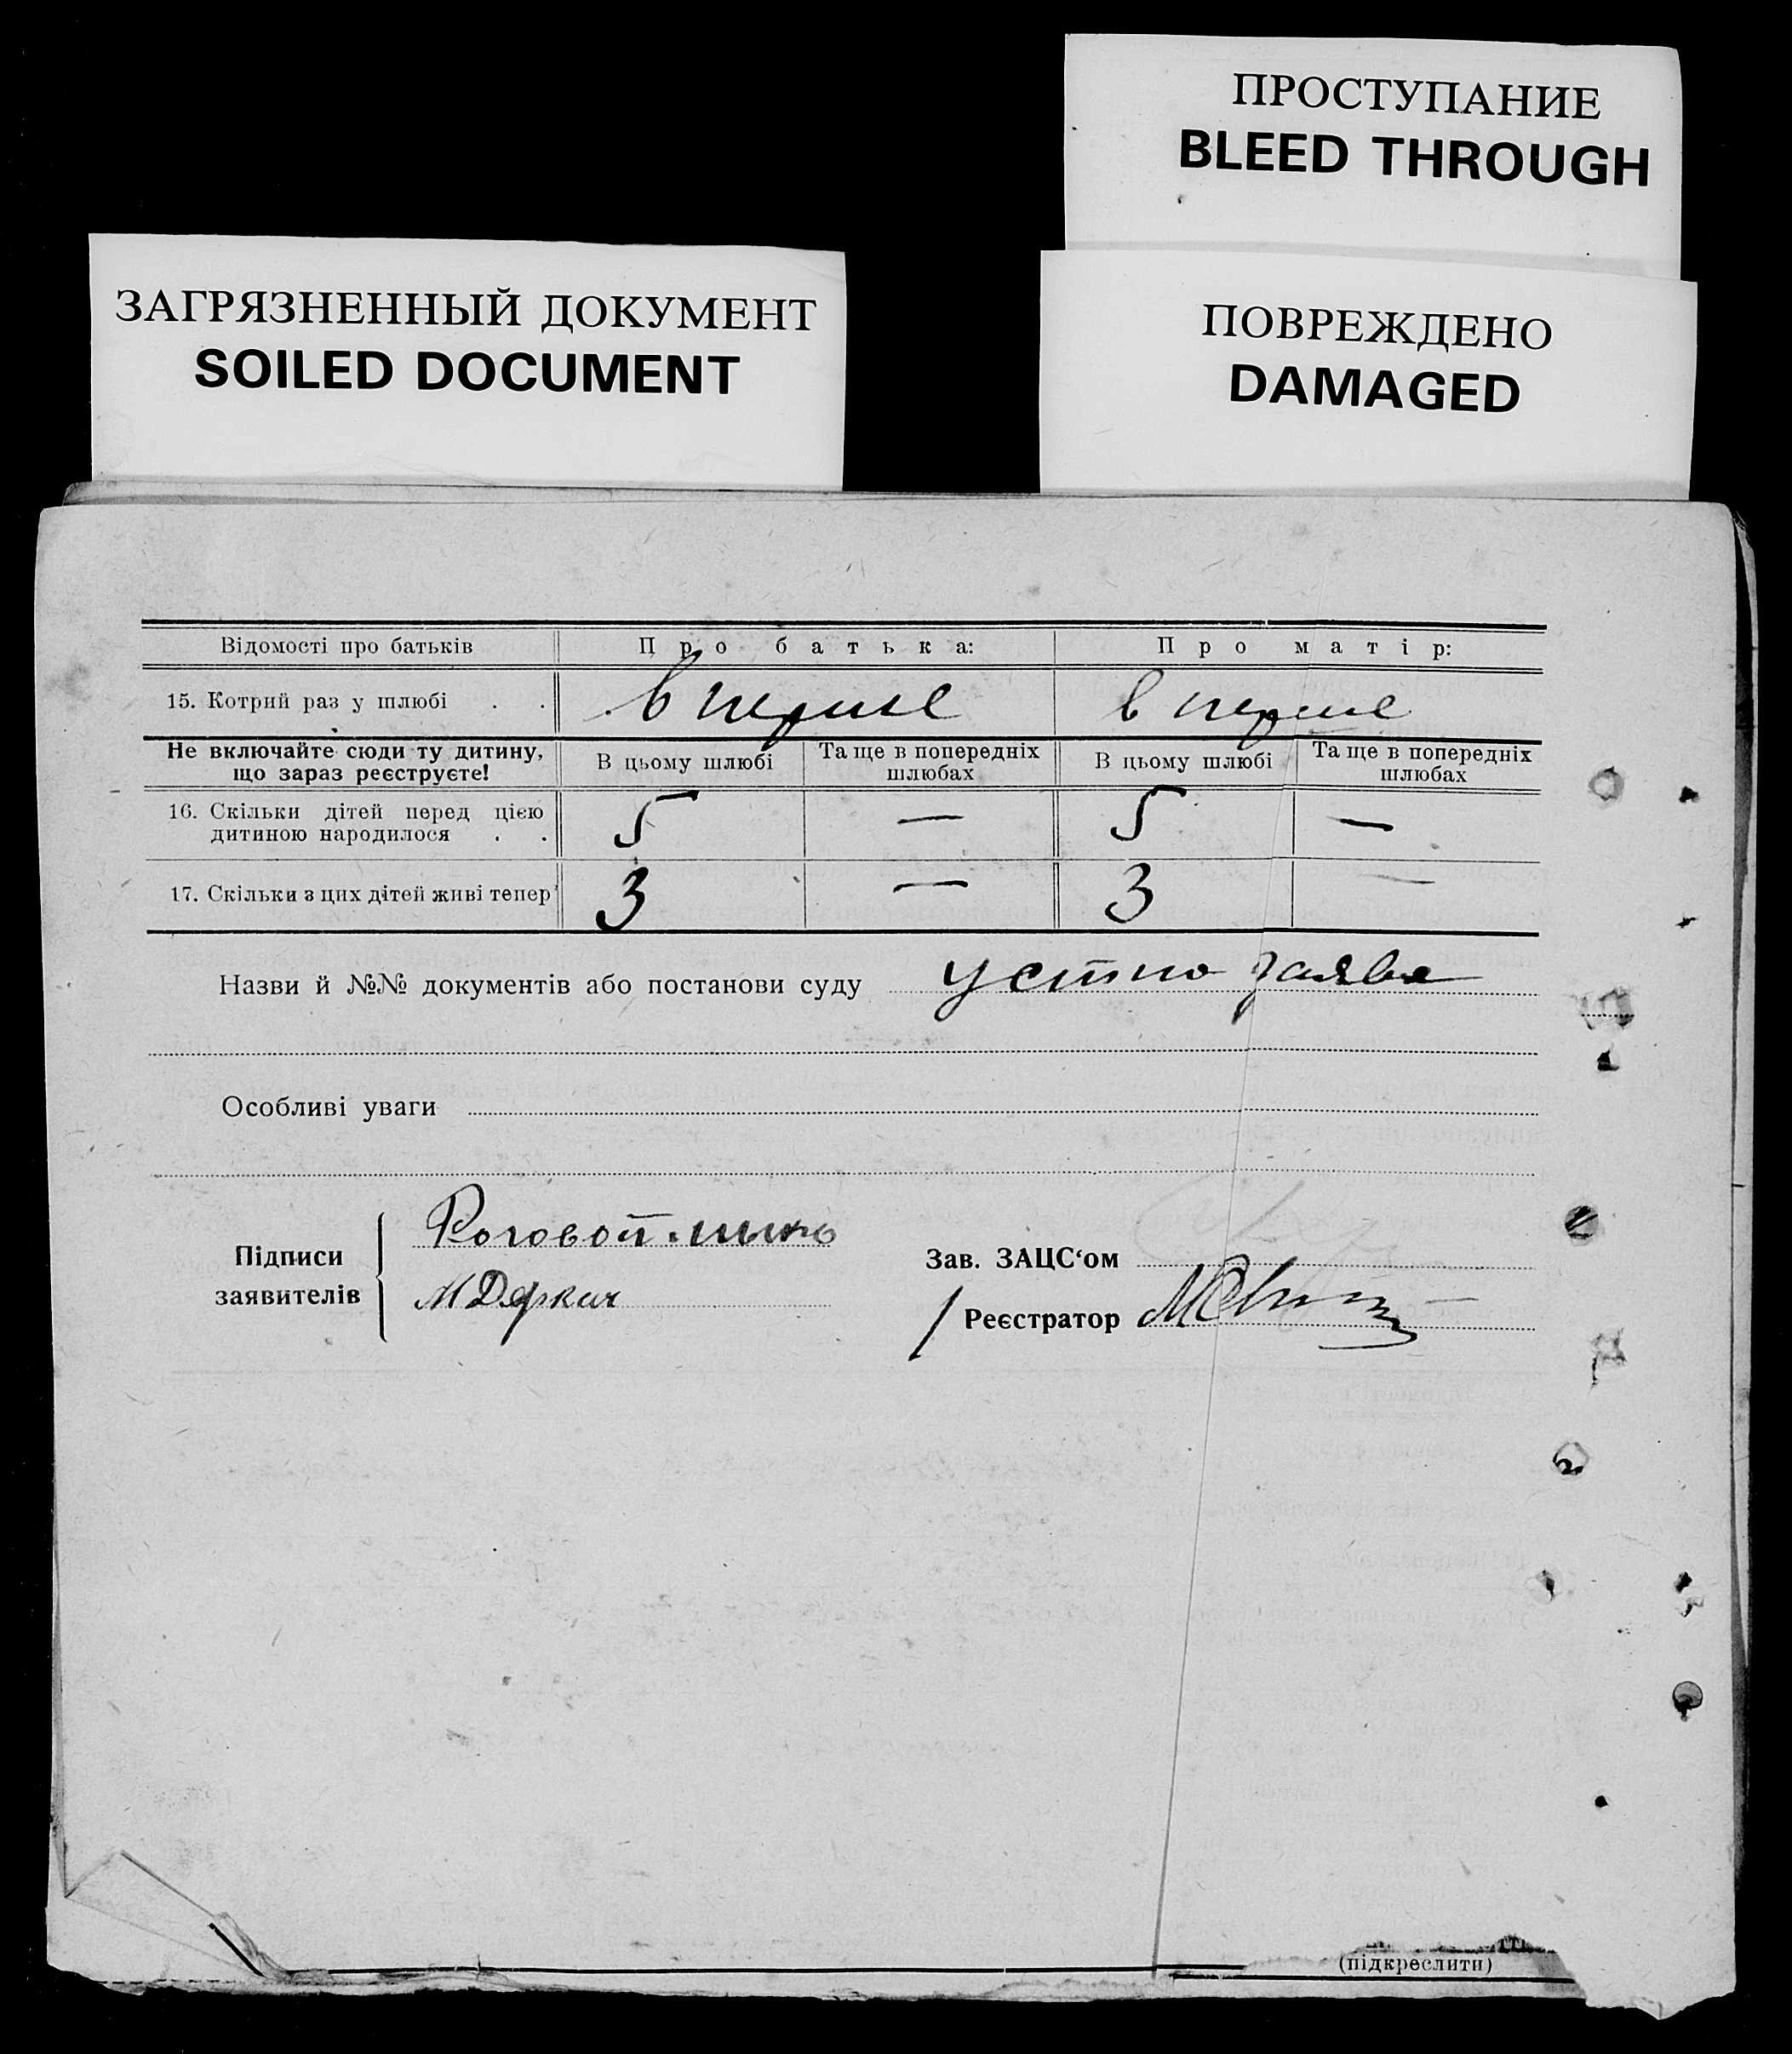 ПРОСТУПАНИЕ
BLEED THROUGH
ЗАГРЯЗНЕННЫЙ ДОКУМЕНТ
SOILED DOCUMENT
ПОВРЕЖДЕНО
DAMAGED
Відомості про батьків Про батька: Про матір:
15. Котрий раз у шлюбі . . в перше в перше
Не включайте сюди ту дитину, що зараз реєструєте! В цьому шлюбі Та ще в попередніх шлюбах В цьому шлюбі Та ще в попередніх шлюбах
16. Скільки дітей перед цією дитиною народилося . . 5 — 5 —
17. Скільки з цих дітей живі тепер 3 — 3 —
Назви й №№ документів або постанови суду устно заява
Особливі уваги
Підписи заявителів
Роговой
М Деркач
Зав. ЗАЦС‘ом
Реєстратор
(підкреслити)